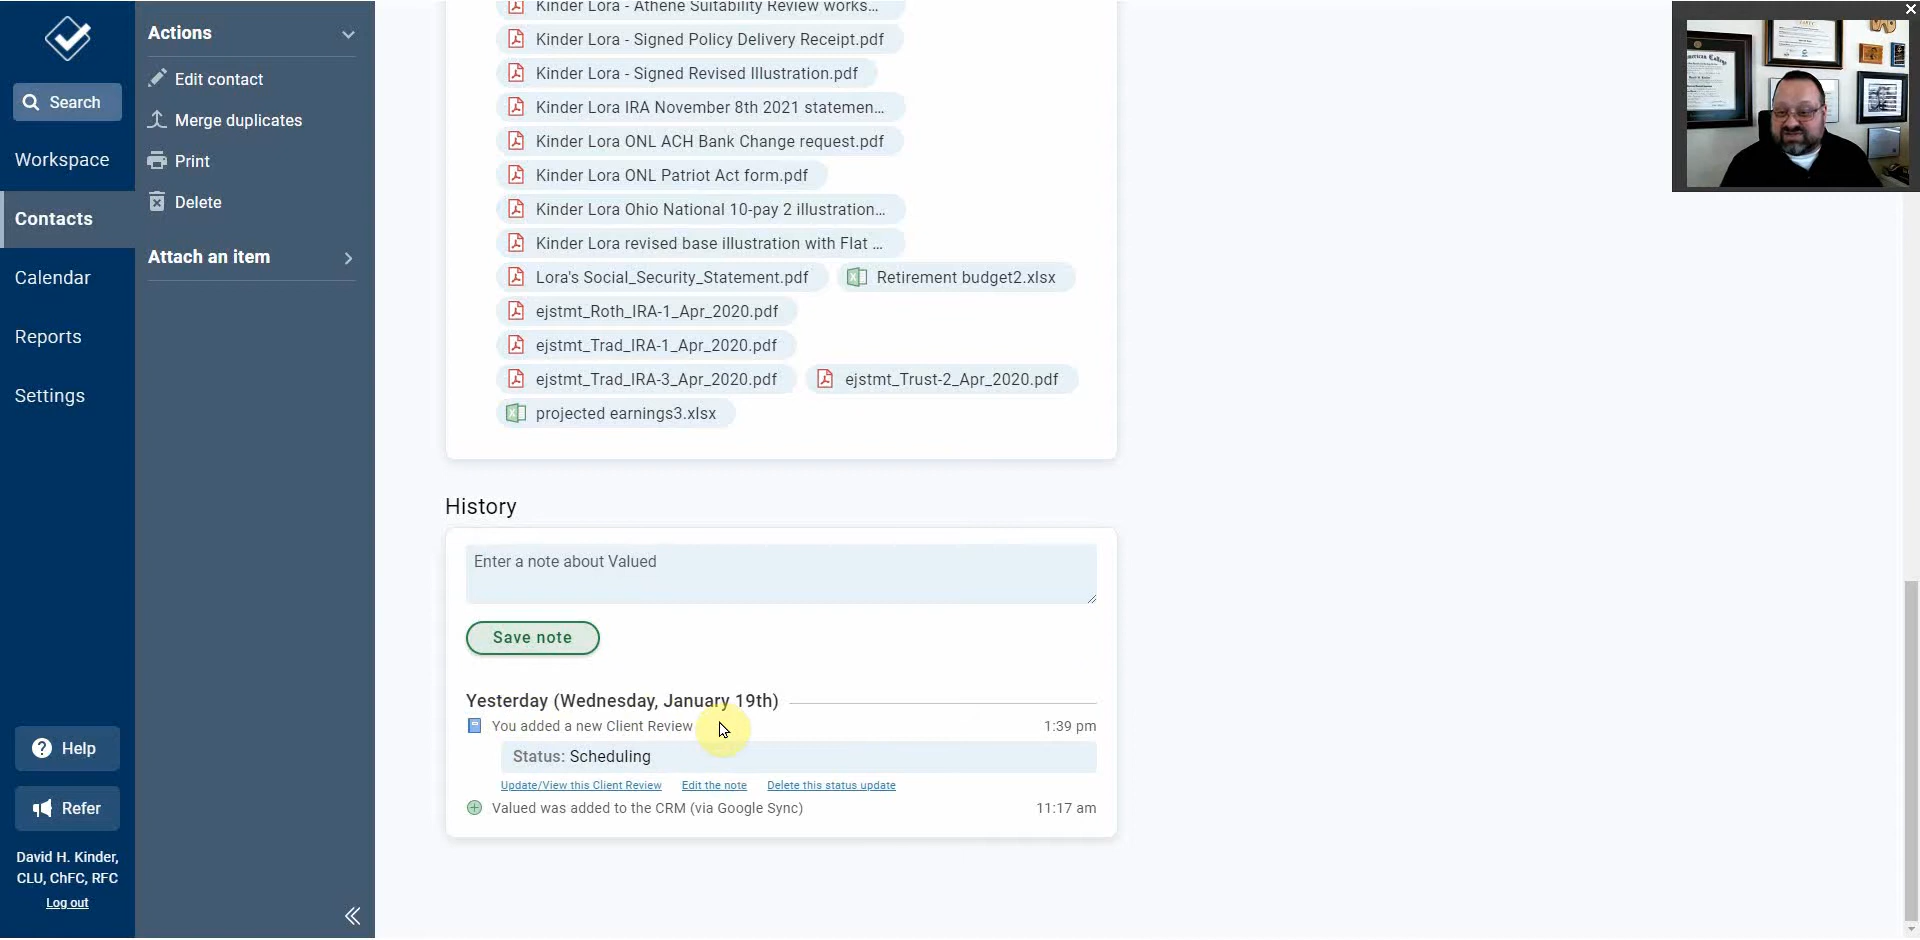 Search
Workspace
Contacts
Calendar
Reports
Settings
Help
Refer
David H. Kinder,
CLU, ChFC, RFC
Log out
Actions
Edit contact
Merge duplicates
Print
Delete
Attach an item
Kinder Lora - Athene Suitability Review works...
Kinder Lora - Signed Policy Delivery Receipt.pdf
Kinder Lora - Signed Revised Illustration.pdf
Kinder Lora IRA November 8th 2021 statemen...
Kinder Lora ONL ACH Bank Change request.pdf
Kinder Lora ONL Patriot Act form.pdf
Kinder Lora Ohio National 10-pay 2 illustration...
Kinder Lora revised base illustration with Flat ...
Lora's Social_Security_Statement.pdf Retirement budget2.xlsx
ejstmt_Roth_IRA-1_Apr_2020.pdf
ejstmt_Trad_IRA-1_Apr_2020.pdf
ejstmt_Trad_IRA-3_Apr_2020.pdf ejstmt_Trust-2_Apr_2020.pdf
projected earnings3.xlsx
History
Enter a note about Valued
Save note
Yesterday (Wednesday, January 19th)
You added a new Client Review 1:39 pm
Status: Scheduling
Update/View this Client Review Edit the note Delete this status update
Valued was added to the CRM (via Google Sync) 11:17 am